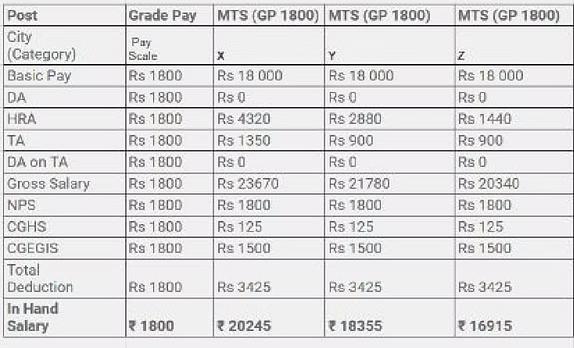 Post Grade Pay MTS (GP 1800) MTS (GP 1800) MTS (GP 1800)
City
(Category) Pay
Scale X Y Z
Basic Pay Rs 1800 Rs 18 000 Rs 18 000 Rs 18 000
DA Rs 1800 Rs 0 Rs 0 Rs 0
HRA Rs 1800 Rs 4320 Rs 2880 Rs 1440
TA Rs 1800 Rs 1350 Rs 900 Rs 900
DA on TA Rs 1800 Rs 0 Rs 0 Rs 0
Gross Salary Rs 1800 Rs 23670 Rs 21780 Rs 20340
NPS Rs 1800 Rs 1800 Rs 1800 Rs 1800
CGHS Rs 1800 Rs 125 Rs 125 Rs 125
CGEGIS Rs 1800 Rs 1500 Rs 1500 Rs 1500
Total
Deduction Rs 1800 Rs 3425 Rs 3425 Rs 3425
In Hand
Salary ₹ 1800 ₹ 20245 ₹ 18355 ₹ 16915